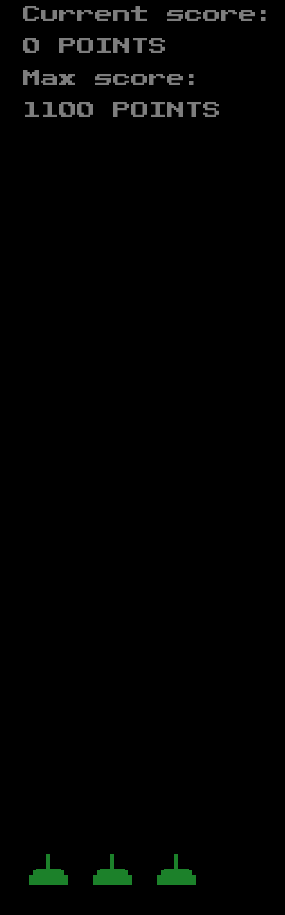 Current score:
0 POINTS
Max score:
1100 POINTS